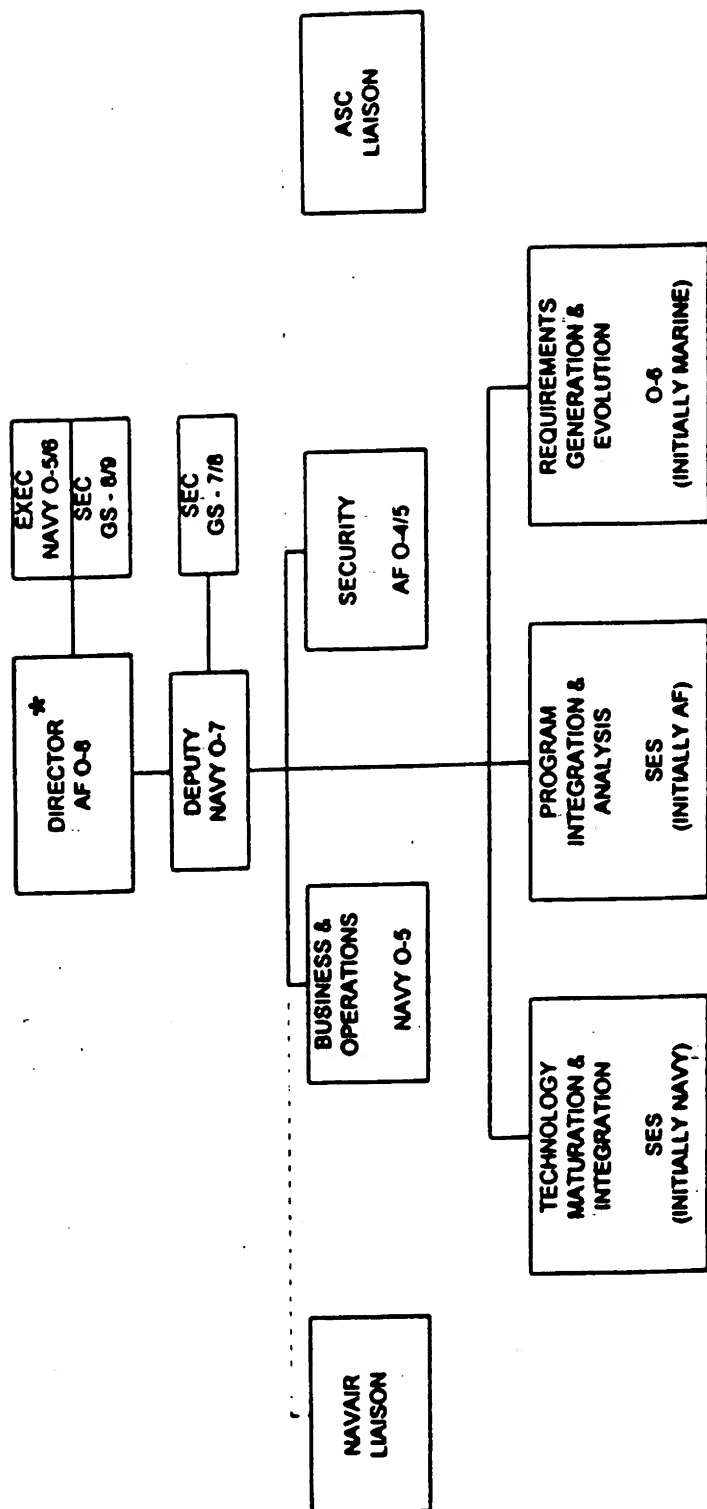 DIRECTOR *
AF O-8
EXEC
NAVY O-5/6
SEC
GS - 8/9
DEPUTY
NAVY O-7
SEC
GS - 7/8
NAVAIR
LIAISON
BUSINESS &
OPERATIONS
NAVY O-5
SECURITY
AF O-4/5
ASC
LIAISON
TECHNOLOGY
MATURATION &
INTEGRATION
SES
(INITIALLY NAVY)
PROGRAM
INTEGRATION &
ANALYSIS
SES
(INITIALLY AF)
REQUIREMENTS
GENERATION &
EVOLUTION
O-6
(INITIALLY MARINE)